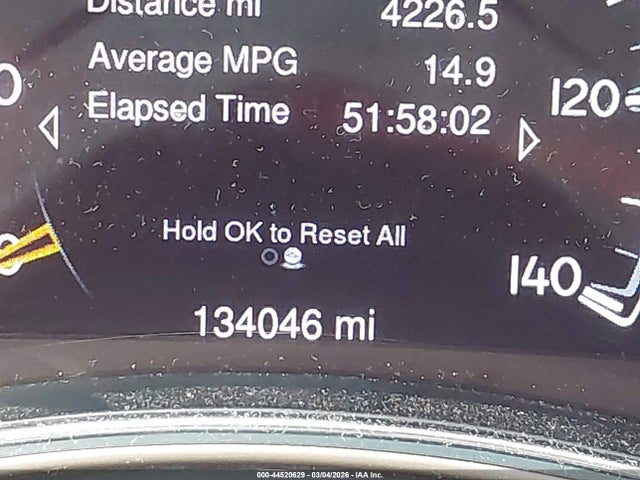 Distance mi 4226.5
Average MPG 14.9
Elapsed Time 51:58:02
120
Hold OK to Reset All
140
134046 mi
000-44520629 - 03/04/2026 - IAA Inc.